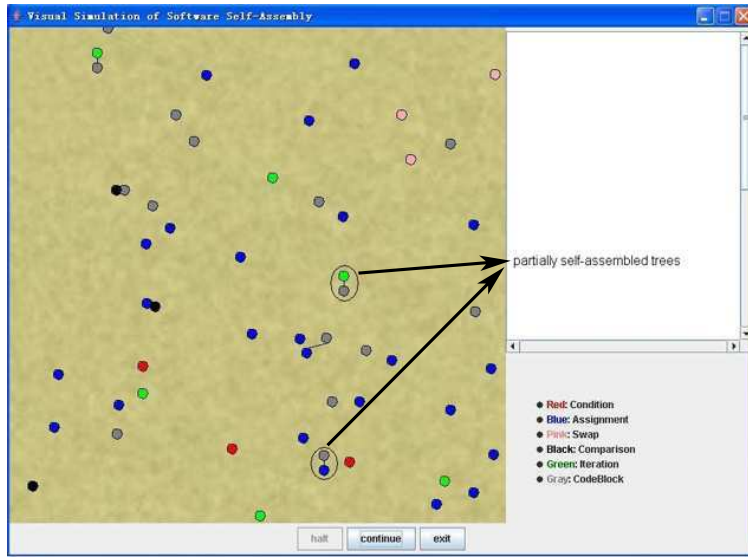 Visual Simulation of Software Self-Assembly
partially self-assembled trees
Red: Condition
Blue: Assignment
Pink: Swap
Black: Comparison
Green: Iteration
Gray: CodeBlock
halt continue exit